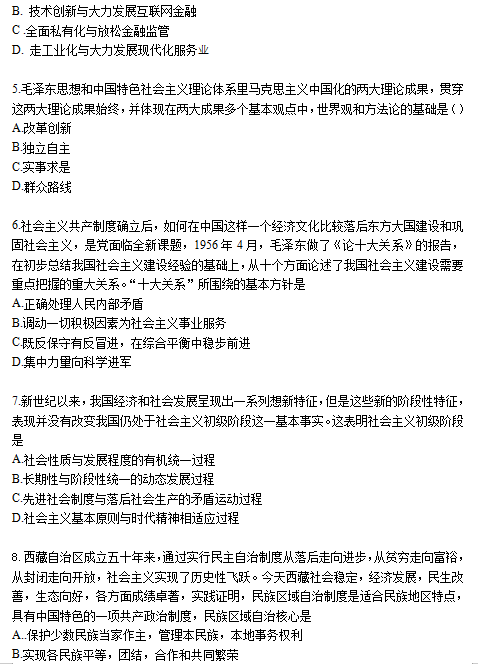 B. 技术创新与大力发展互联网金融
C .全面私有化与放松金融监管
D. 走工业化与大力发展现代化服务业
5.毛泽东思想和中国特色社会主义理论体系里马克思主义中国化的两大理论成果，贯穿
这两大理论成果始终，并体现在两大成果多个基本观点中，世界观和方法论的基础是（）
A.改革创新
B.独立自主
C.实事求是
D.群众路线
6.社会主义共产制度确立后，如何在中国这样一个经济文化比较落后东方大国建设和巩
固社会主义，是党面临全新课题，1956 年 4 月，毛泽东做了《论十大关系》的报告，
在初步总结我国社会主义建设经验的基础上，从十个方面论述了我国社会主义建设需要
重点把握的重大关系。“十大关系”所围绕的基本方针是
A.正确处理人民内部矛盾
B.调动一切积极因素为社会主义事业服务
C.既反保守有反冒进，在综合平衡中稳步前进
D.集中力量向科学进军
7.新世纪以来，我国经济和社会发展呈现出一系列想新特征，但是这些新的阶段性特征，
表现并没有改变我国仍处于社会主义初级阶段这一基本事实。这表明社会主义初级阶段
是
A.社会性质与发展程度的有机统一过程
B.长期性与阶段性统一的动态发展过程
C.先进社会制度与落后社会生产的矛盾运动过程
D.社会主义基本原则与时代精神相适应过程
8. 西藏自治区成立五十年来，通过实行民主自治制度从落后走向进步，从贫穷走向富裕，
从封闭走向开放，社会主义实现了历史性飞跃。今天西藏社会稳定，经济发展，民生改
善，生态向好，各方面成绩卓著，实践证明，民族区域自治制度是适合民族地区特点，
具有中国特色的一项共产政治制度，民族区域自治核心是
A..保护少数民族当家作主，管理本民族，本地事务权利
B.实现各民族平等，团结，合作和共同繁荣